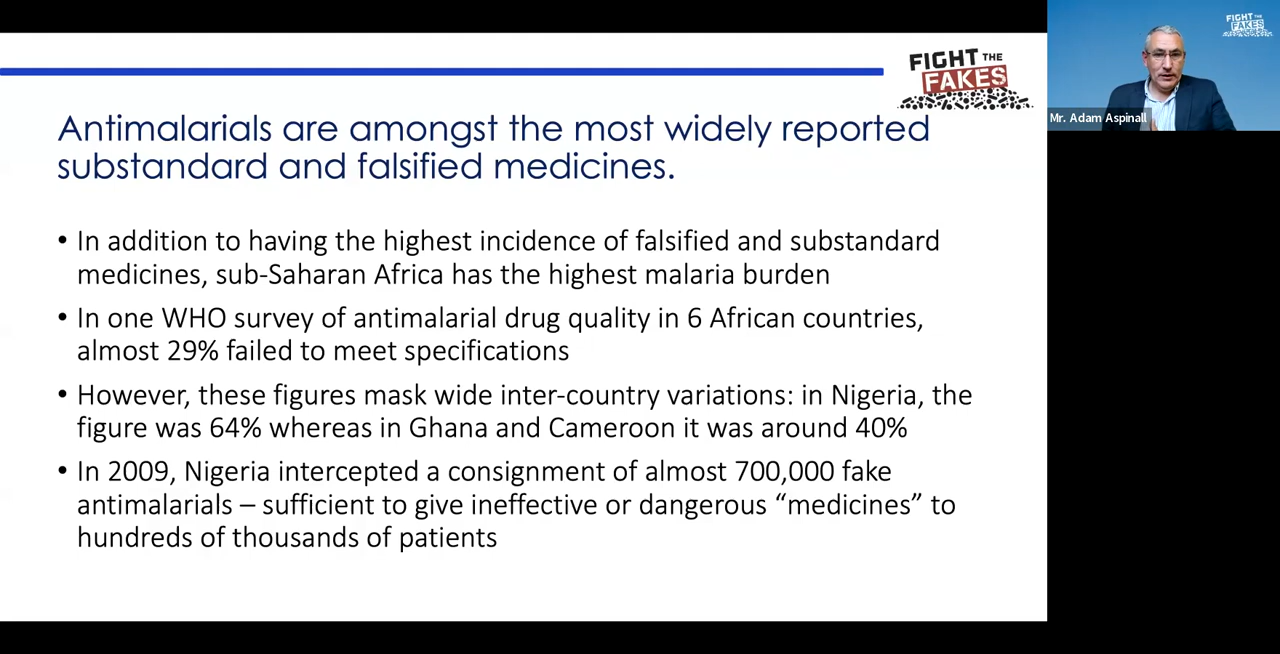 FIGHT THE
FAKES
Antimalarials are amongst the most widely reported
substandard and falsified medicines.
• In addition to having the highest incidence of falsified and substandard
medicines, sub-Saharan Africa has the highest malaria burden
• In one WHO survey of antimalarial drug quality in 6 African countries,
almost 29% failed to meet specifications
• However, these figures mask wide inter-country variations: in Nigeria, the
figure was 64% whereas in Ghana and Cameroon it was around 40%
• In 2009, Nigeria intercepted a consignment of almost 700,000 fake
antimalarials – sufficient to give ineffective or dangerous “medicines” to
hundreds of thousands of patients
FIGHT THE
FAKES
Mr. Adam Aspinall